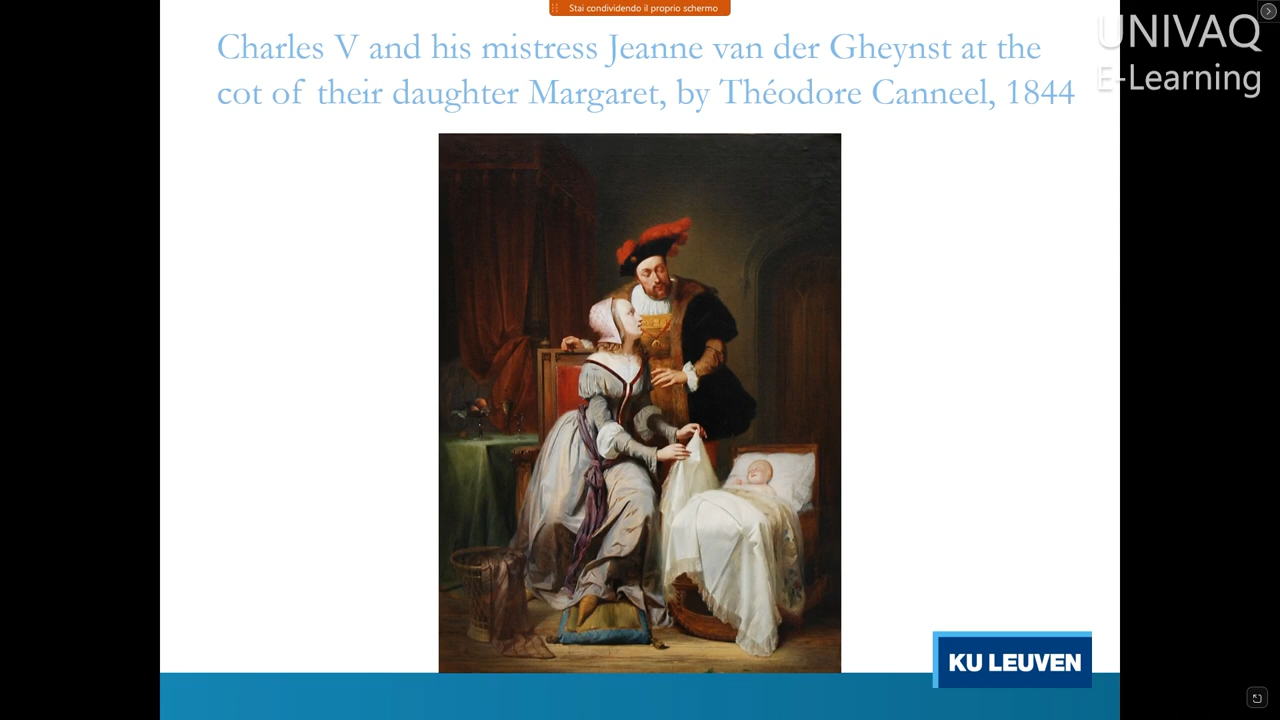 Stai condividendo il proprio schermo
UNIVAQ
E-Learning
Charles V and his mistress Jeanne van der Gheynst at the
cot of their daughter Margaret, by Théodore Canneel, 1844
KU LEUVEN